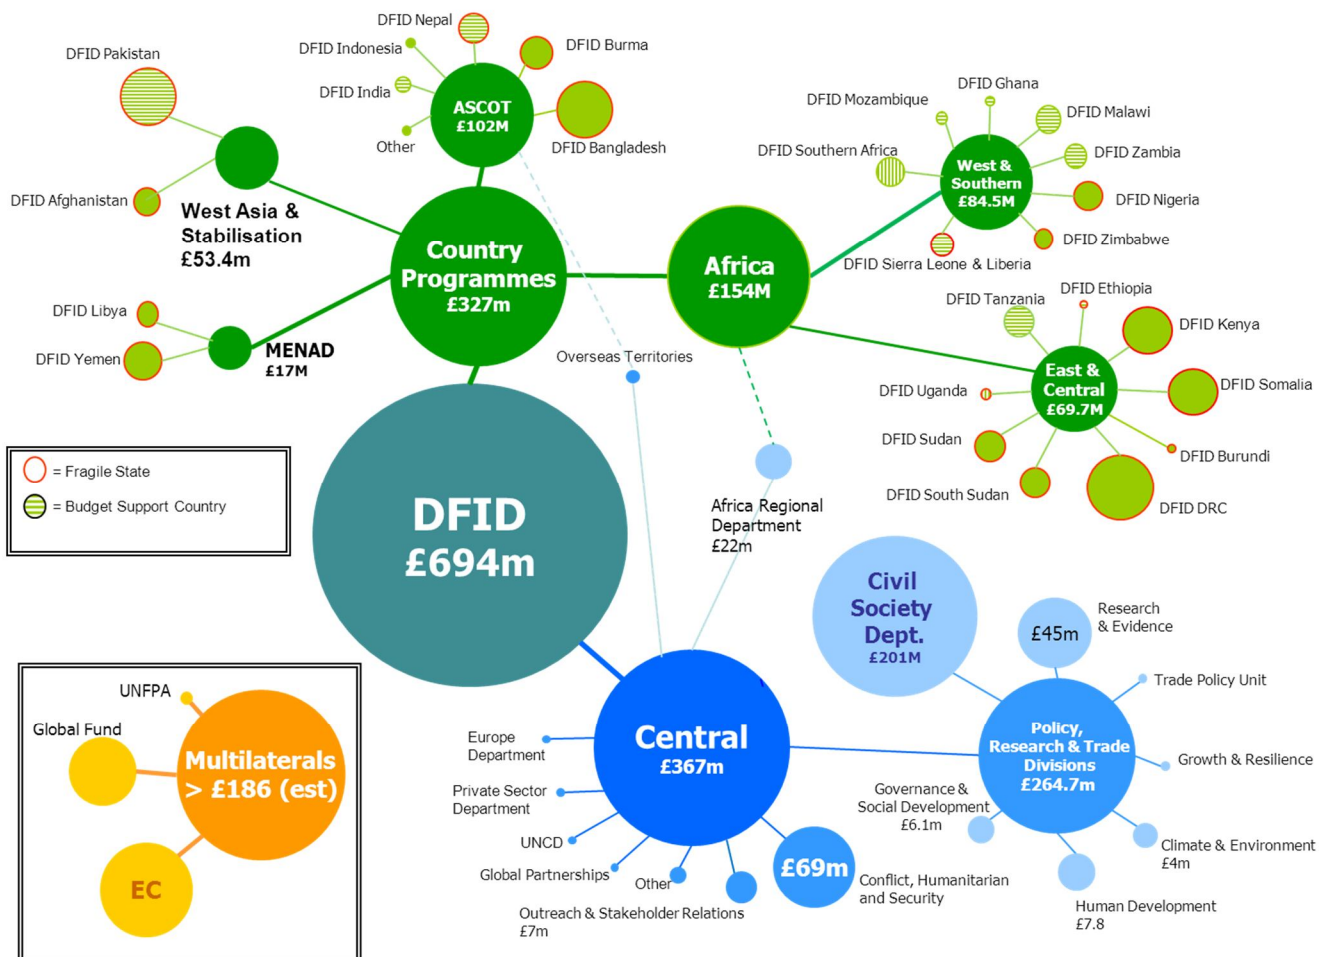 DFID Nepal
DFID Indonesia
DFID Burma
DFID Pakistan
DFID India
ASCOT
£102M
Other
DFID Bangladesh
DFID Afghanistan
West Asia &
Stabilisation
£53.4m
DFID Libya
DFID Yemen
MENAD
£17M
Country
Programmes
£327m
Africa
£154M
DFID Ghana
DFID Mozambique
DFID Malawi
DFID Southern Africa
DFID Zambia
West &
Southern
£84.5M
DFID Nigeria
DFID Zimbabwe
DFID Sierra Leone & Liberia
DFID Ethiopia
DFID Tanzania
DFID Kenya
East &
Central
£69.7M
DFID Somalia
DFID Uganda
DFID Sudan
DFID Burundi
DFID South Sudan
DFID DRC
Overseas Territories
Africa Regional
Department
£22m
= Fragile State
= Budget Support Country
DFID
£694m
Civil
Society
Dept.
£201M
£45m
Research
& Evidence
Trade Policy Unit
Policy,
Research & Trade
Divisions
£264.7m
Growth & Resilience
Governance &
Social Development
£6.1m
Climate & Environment
£4m
Human Development
£7.8
Central
£367m
Europe
Department
Private Sector
Department
UNCD
Global Partnerships
Other
Outreach & Stakeholder Relations
£7m
£69m
Conflict, Humanitarian
and Security
UNFPA
Global Fund
Multilaterals
> £186 (est)
EC